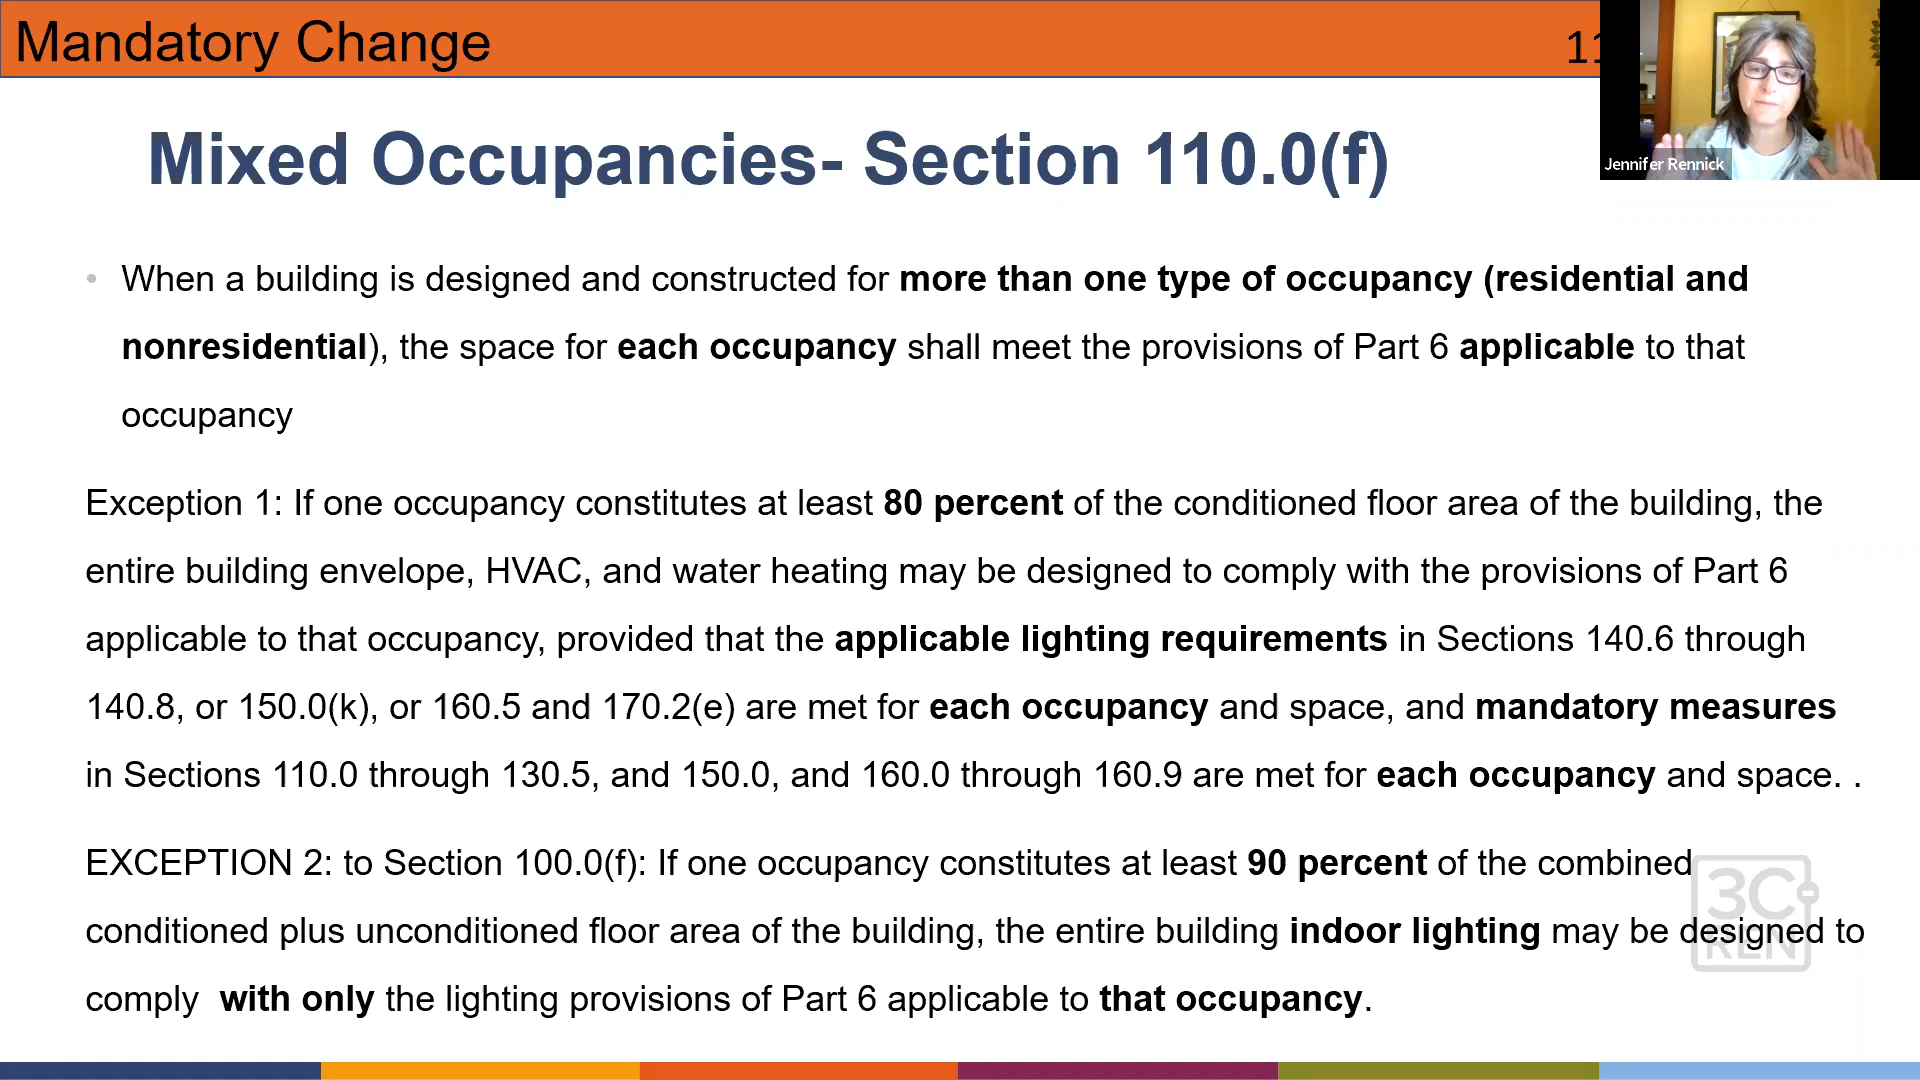 Mandatory Change
11
Jennifer Rennick
Mixed Occupancies- Section 110.0(f)
• When a building is designed and constructed for more than one type of occupancy (residential and
nonresidential), the space for each occupancy shall meet the provisions of Part 6 applicable to that
occupancy
Exception 1: If one occupancy constitutes at least 80 percent of the conditioned floor area of the building, the
entire building envelope, HVAC, and water heating may be designed to comply with the provisions of Part 6
applicable to that occupancy, provided that the applicable lighting requirements in Sections 140.6 through
140.8, or 150.0(k), or 160.5 and 170.2(e) are met for each occupancy and space, and mandatory measures
in Sections 110.0 through 130.5, and 150.0, and 160.0 through 160.9 are met for each occupancy and space. .
EXCEPTION 2: to Section 100.0(f): If one occupancy constitutes at least 90 percent of the combined
conditioned plus unconditioned floor area of the building, the entire building indoor lighting may be designed to
comply  with only the lighting provisions of Part 6 applicable to that occupancy.
3C
REN